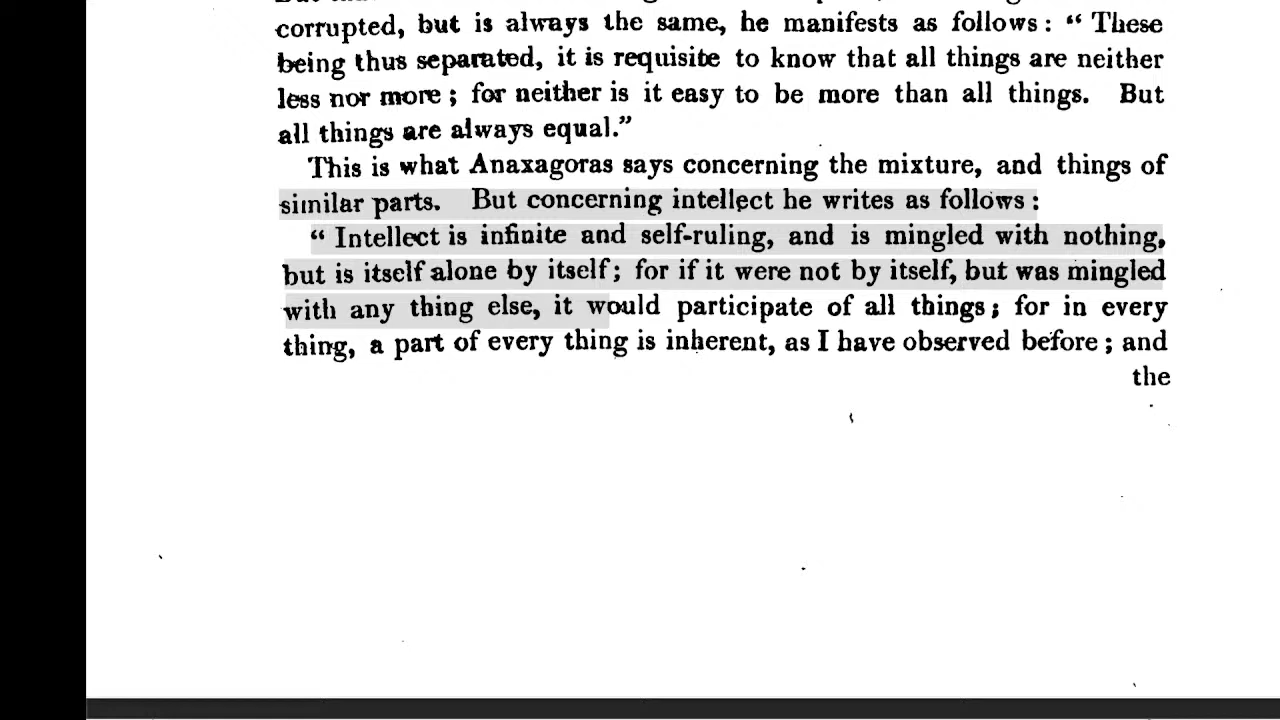 corrupted, but is always the same, he manifests as follows: “ These
being thus separated, it is requisite to know that all things are neither
less nor more; for neither is it easy to be more than all things. But
all things are always equal.”
This is what Anaxagoras says concerning the mixture, and things of
similar parts. But concerning intellect he writes as follows:
“ Intellect is infinite and self-ruling, and is mingled with nothing,
but is itself alone by itself; for if it were not by itself, but was mingled
with any thing else, it would participate of all things; for in every
thing, a part of every thing is inherent, as I have observed before; and
the